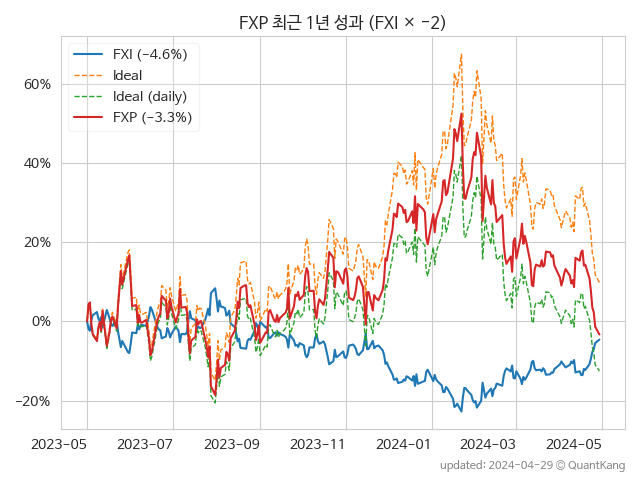 FXP 최근 1년 성과 (FXI × −2)
FXI (−4.6%)
Ideal
Ideal (daily)
FXP (−3.3%)
60%
40%
20%
0%
−20%
2023-05 2023-07 2023-09 2023-11 2024-01 2024-03 2024-05
updated: 2024-04-29 © QuantKang